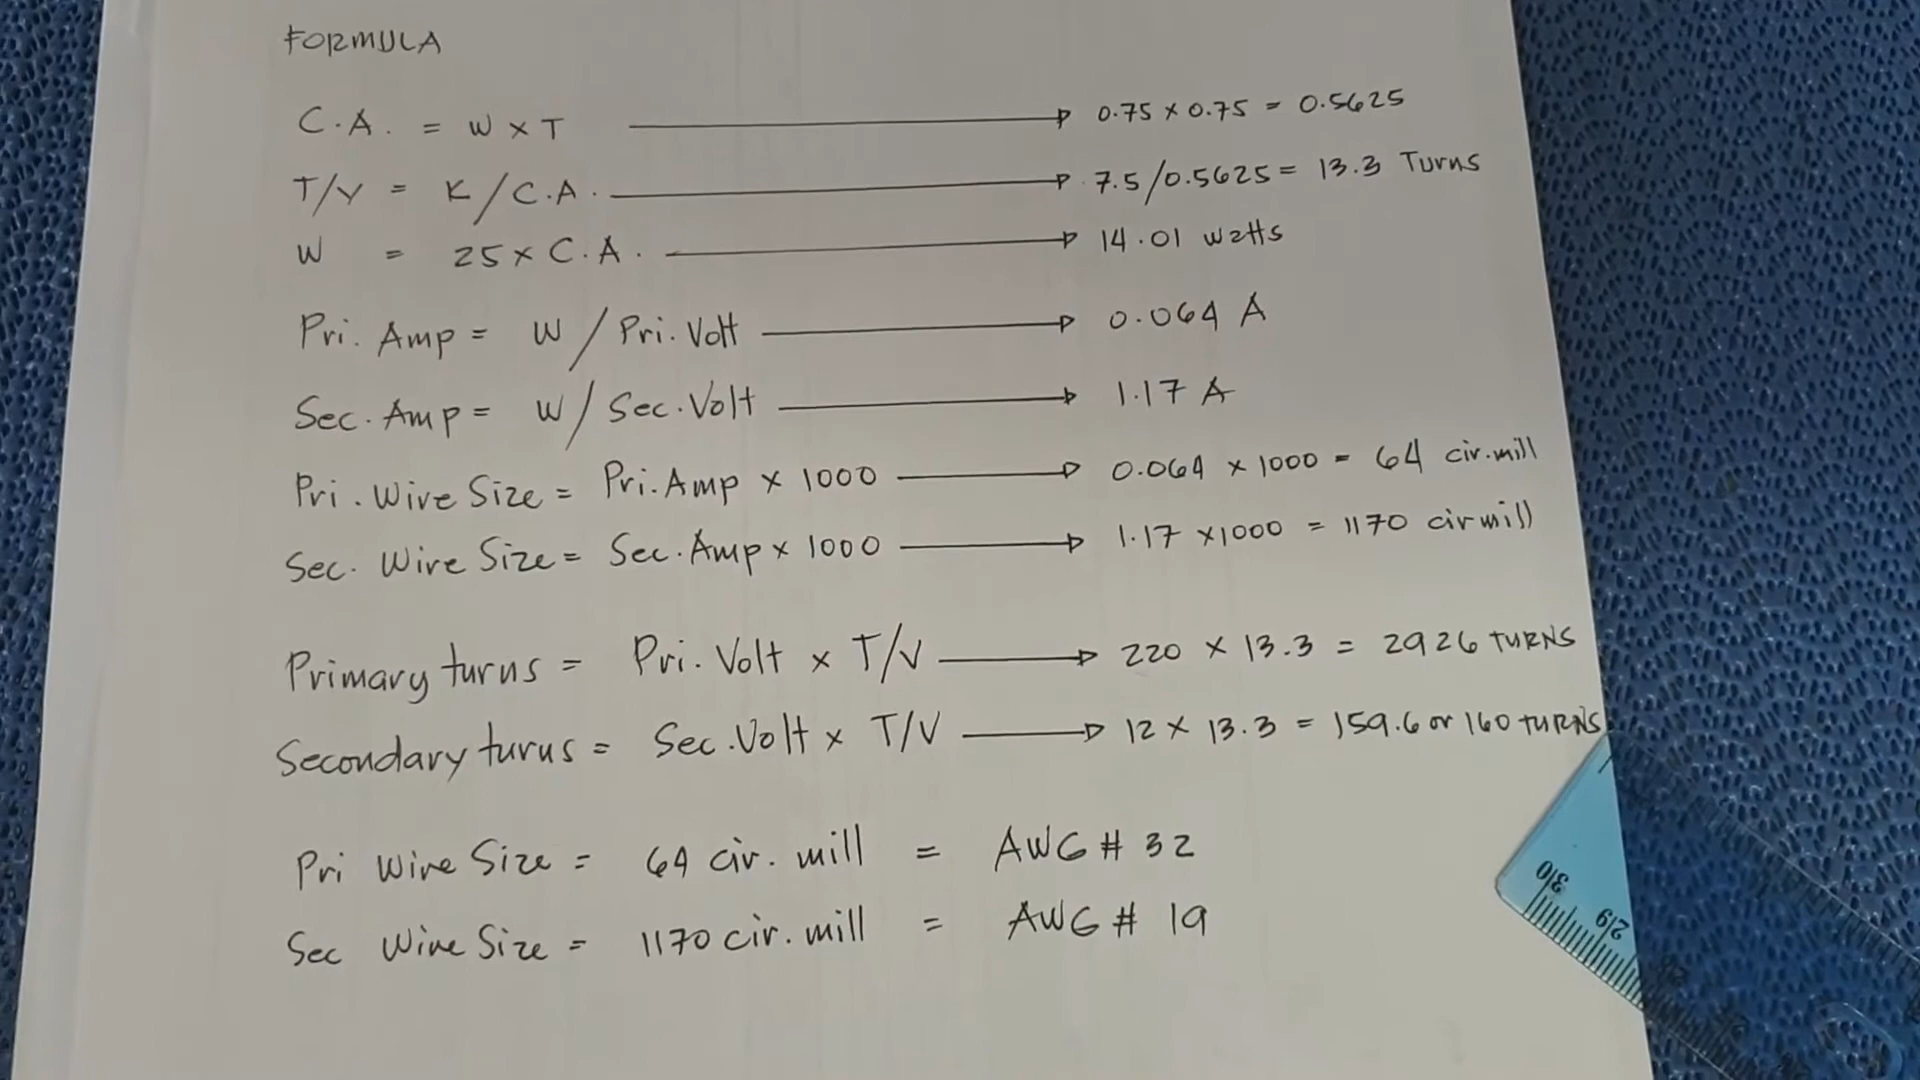 FORMULA
C.A. = W x T 0.75 x 0.75 = 0.5625
T/V = K/C.A. 7.5/0.5625 = 13.3 Turns
W = 25 x C.A. 14.01 watts
Pri. Amp = W / Pri. Volt 0.064 A
Sec. Amp = W / Sec. Volt 1.17 A
Pri. Wire Size = Pri. Amp x 1000 0.064 x 1000 = 64 cir. mill
Sec. Wire Size = Sec. Amp x 1000 1.17 x 1000 = 1170 cir mill
Primary turns = Pri. Volt x T/V 220 x 13.3 = 2926 TURNS
Secondary turns = Sec. Volt x T/V 12 x 13.3 = 159.6 or 160 TURNS
Pri Wire Size = 64 cir. mill = AWG # 32
Sec Wire Size = 1170 cir. mill = AWG # 19
30
29